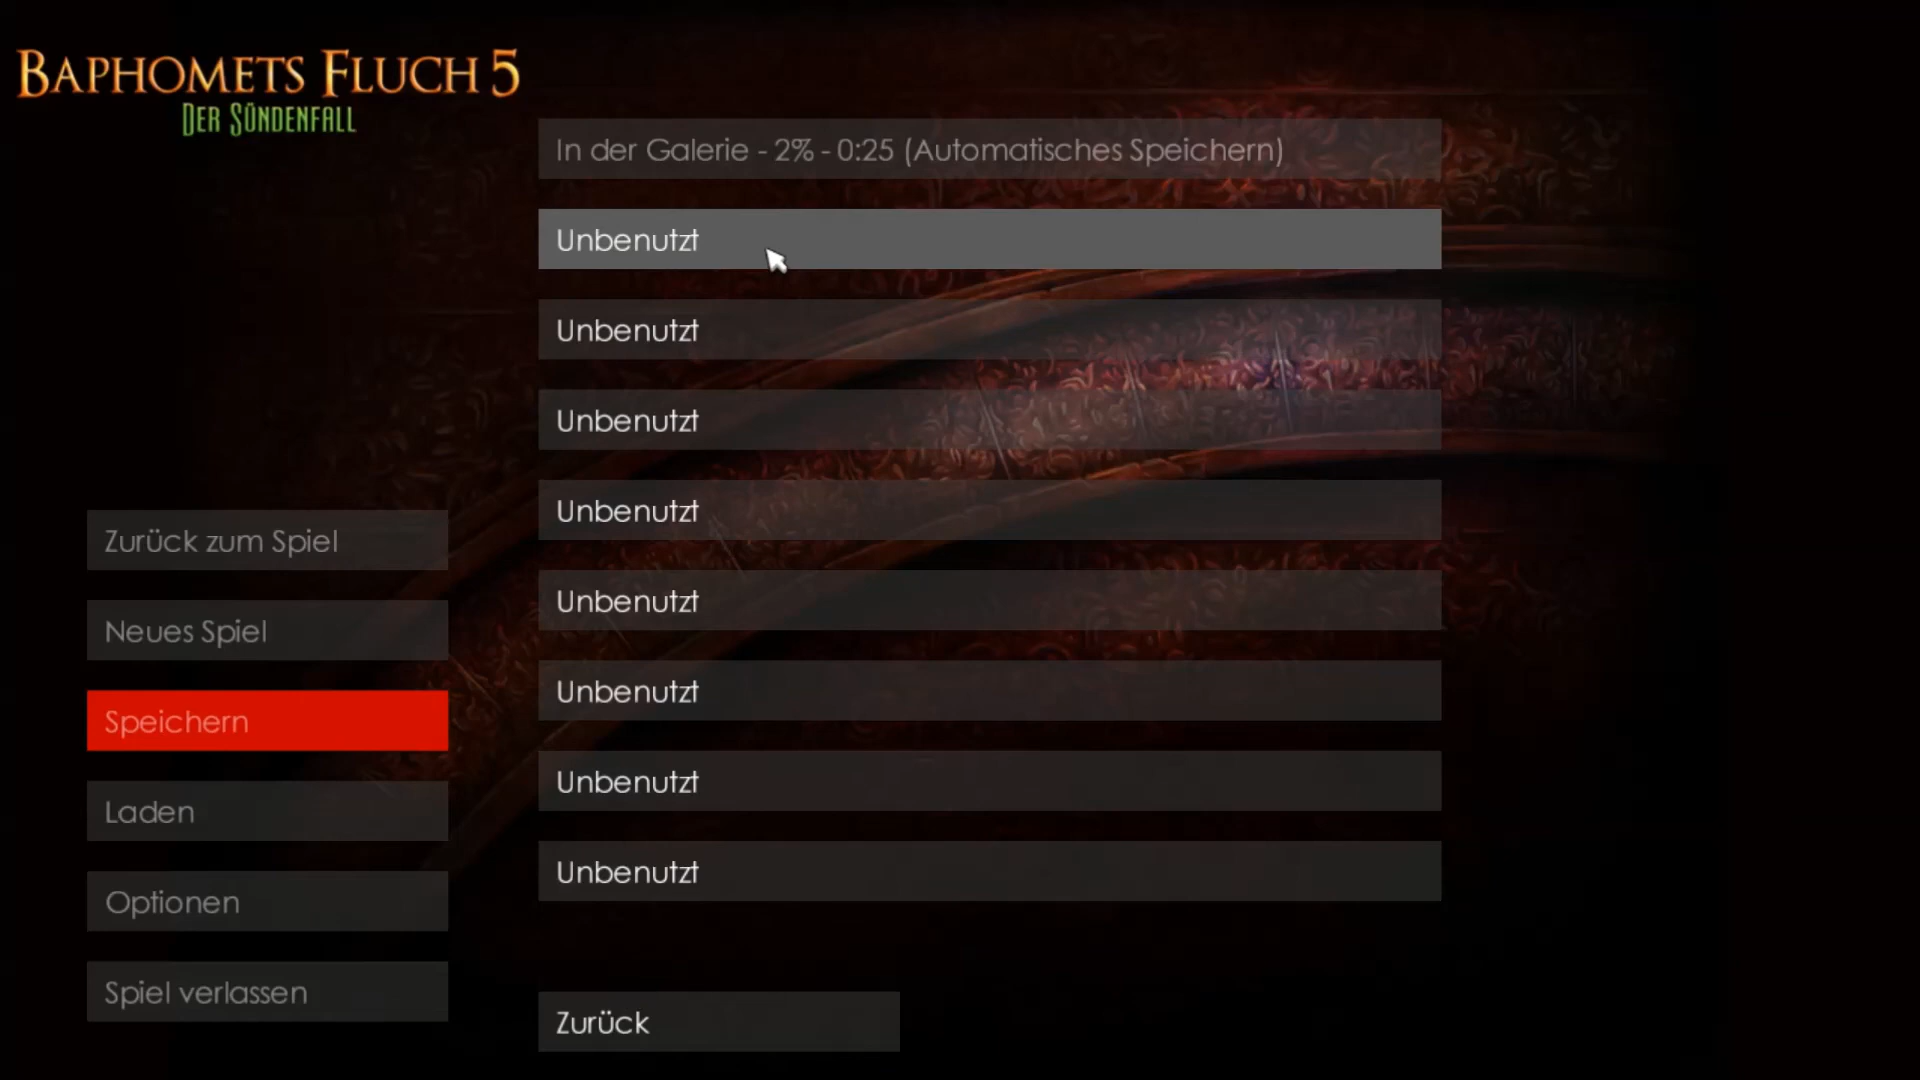 BAPHOMETS FLUCH 5
DER SÜNDENFALL
In der Galerie - 2% - 0:25 (Automatisches Speichern)
Unbenutzt
Unbenutzt
Unbenutzt
Unbenutzt
Unbenutzt
Unbenutzt
Unbenutzt
Unbenutzt
Zurück
Zurück zum Spiel
Neues Spiel
Speichern
Laden
Optionen
Spiel verlassen